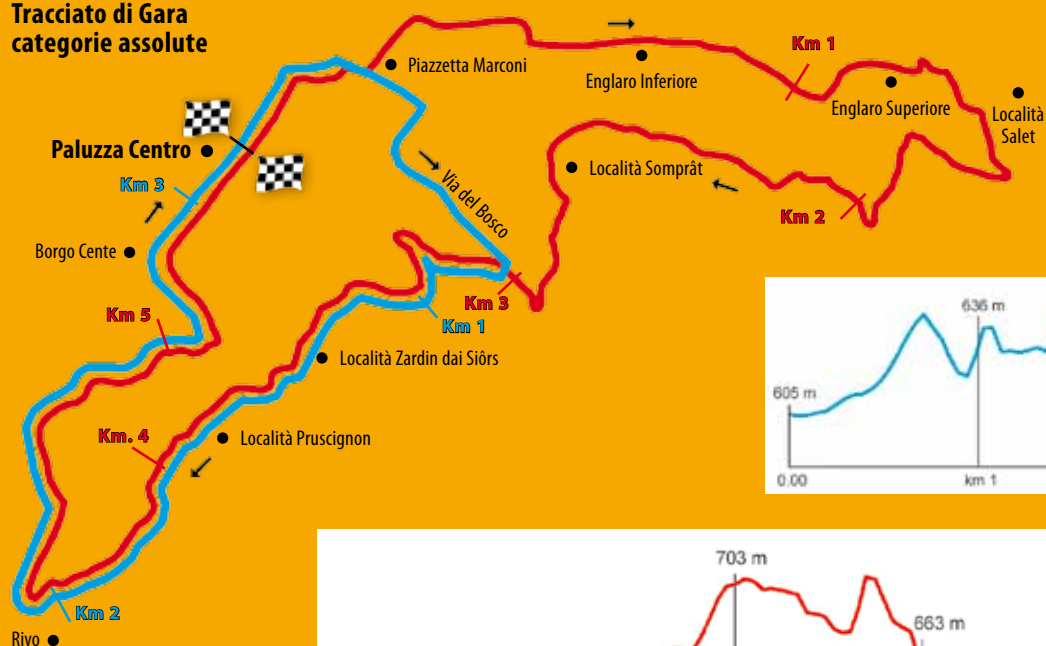 Tracciato di Gara
categorie assolute
Piazzetta Marconi
Englaro Inferiore
Km 1
Englaro Superiore
Località
Salet
Paluzza Centro
Località Somprât
Km 3
Via del Bosco
Km 2
Borgo Cente
Km 3
Km 1
Km 5
Località Zardin dai Siôrs
Km. 4
Località Pruscignon
Km 2
Rivo
636 m
605 m
0.00
km 1
703 m
663 m